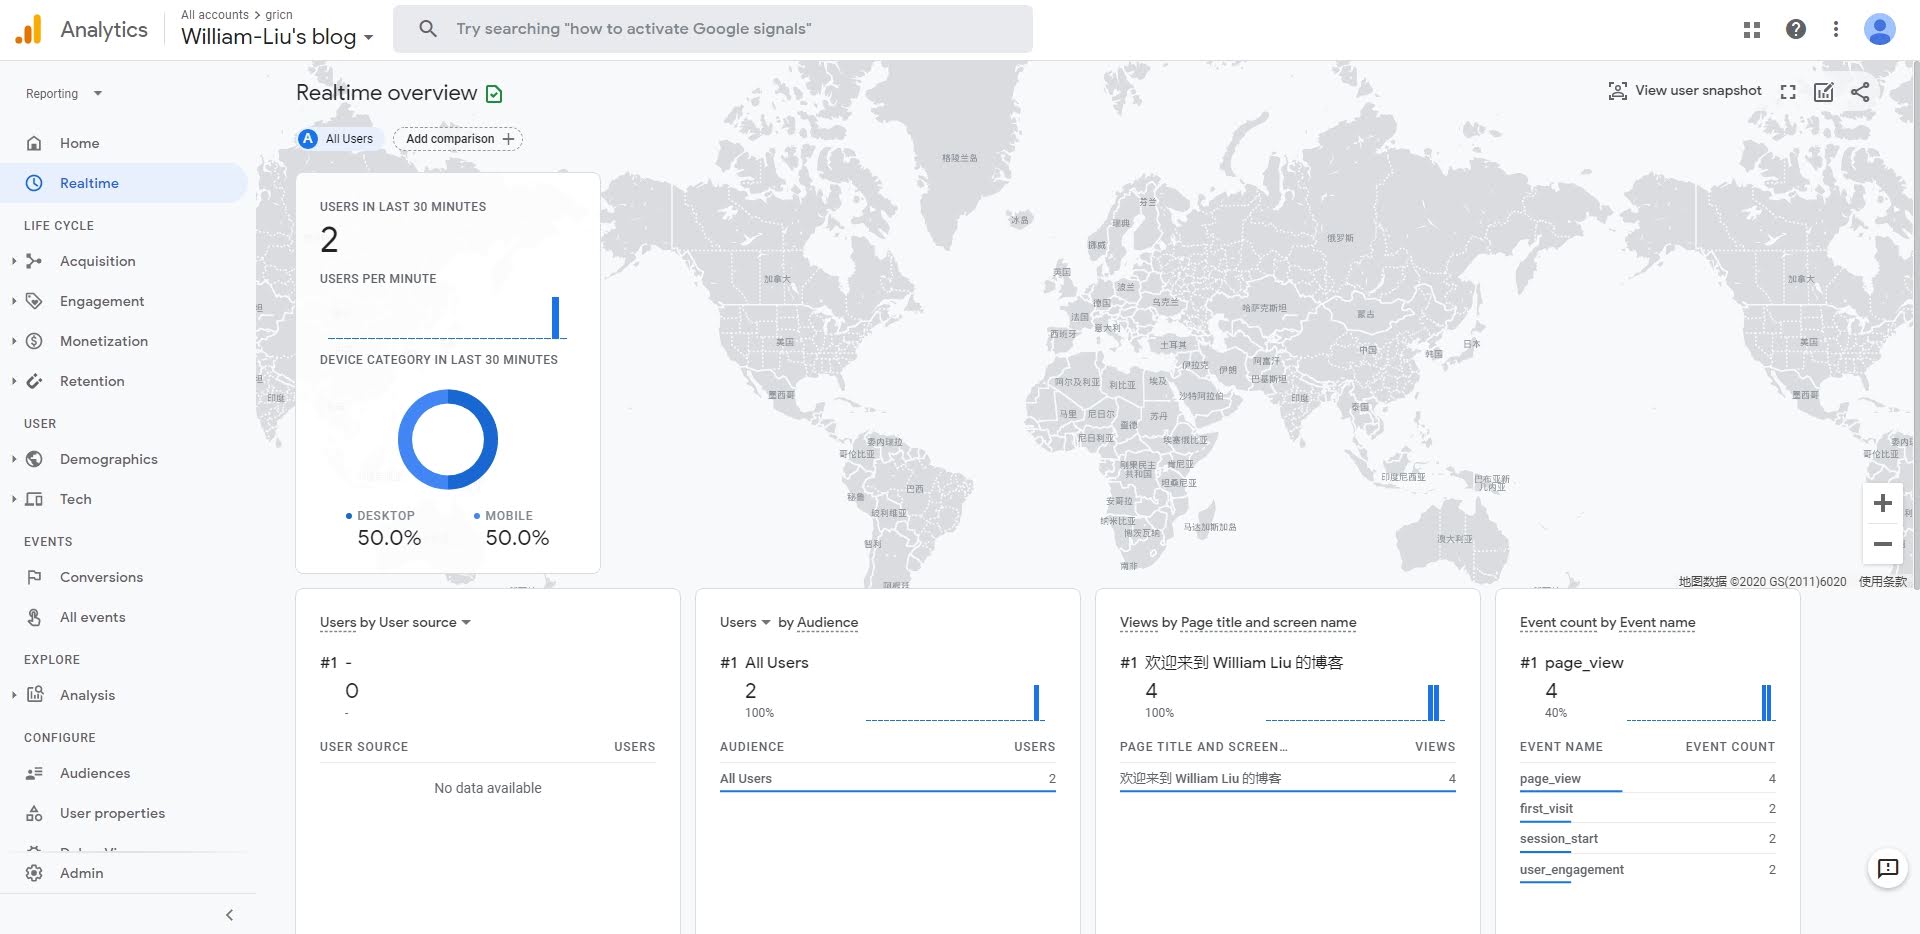 Analytics
All accounts > gricn
William-Liu's blog
Try searching "how to activate Google signals"
Reporting
Home
Realtime
LIFE CYCLE
Acquisition
Engagement
Monetization
Retention
USER
Demographics
Tech
EVENTS
Conversions
All events
EXPLORE
Analysis
CONFIGURE
Audiences
User properties
Admin
Realtime overview
View user snapshot
A All Users
Add comparison
USERS IN LAST 30 MINUTES
2
USERS PER MINUTE
DEVICE CATEGORY IN LAST 30 MINUTES
DESKTOP
50.0%
MOBILE
50.0%
格陵兰岛
冰岛
芬兰
瑞典
挪威
俄罗斯
英国
波兰
德国
乌克兰
法国
意大利
西班牙
哈萨克斯坦
蒙古
土耳其
中国
韩国
日本
伊拉克
伊朗
阿富汗
巴基斯坦
阿尔及利亚
利比亚
埃及
沙特阿拉伯
印度
泰国
马里
尼日尔
苏丹
尼日利亚
埃塞俄比亚
刚果民主
共和国
肯尼亚
坦桑尼亚
安哥拉
纳米比亚
马达加斯加岛
南非
印度尼西亚
巴布亚新
几内亚
澳大利亚
加拿大
美国
墨西哥
委内瑞拉
哥伦比亚
秘鲁
巴西
玻利维亚
智利
加拿大
美国
墨西哥
哥伦比亚
印度
地图数据 ©2020 GS(2011)6020
使用条款
Users by User source
#1 -
0
-
USER SOURCE USERS
No data available
Users by Audience
#1 All Users
2
100%
AUDIENCE USERS
All Users 2
Views by Page title and screen name
#1 欢迎来到 William Liu 的博客
4
100%
PAGE TITLE AND SCREEN… VIEWS
欢迎来到 William Liu 的博客 4
Event count by Event name
#1 page_view
4
40%
EVENT NAME EVENT COUNT
page_view 4
first_visit 2
session_start 2
user_engagement 2